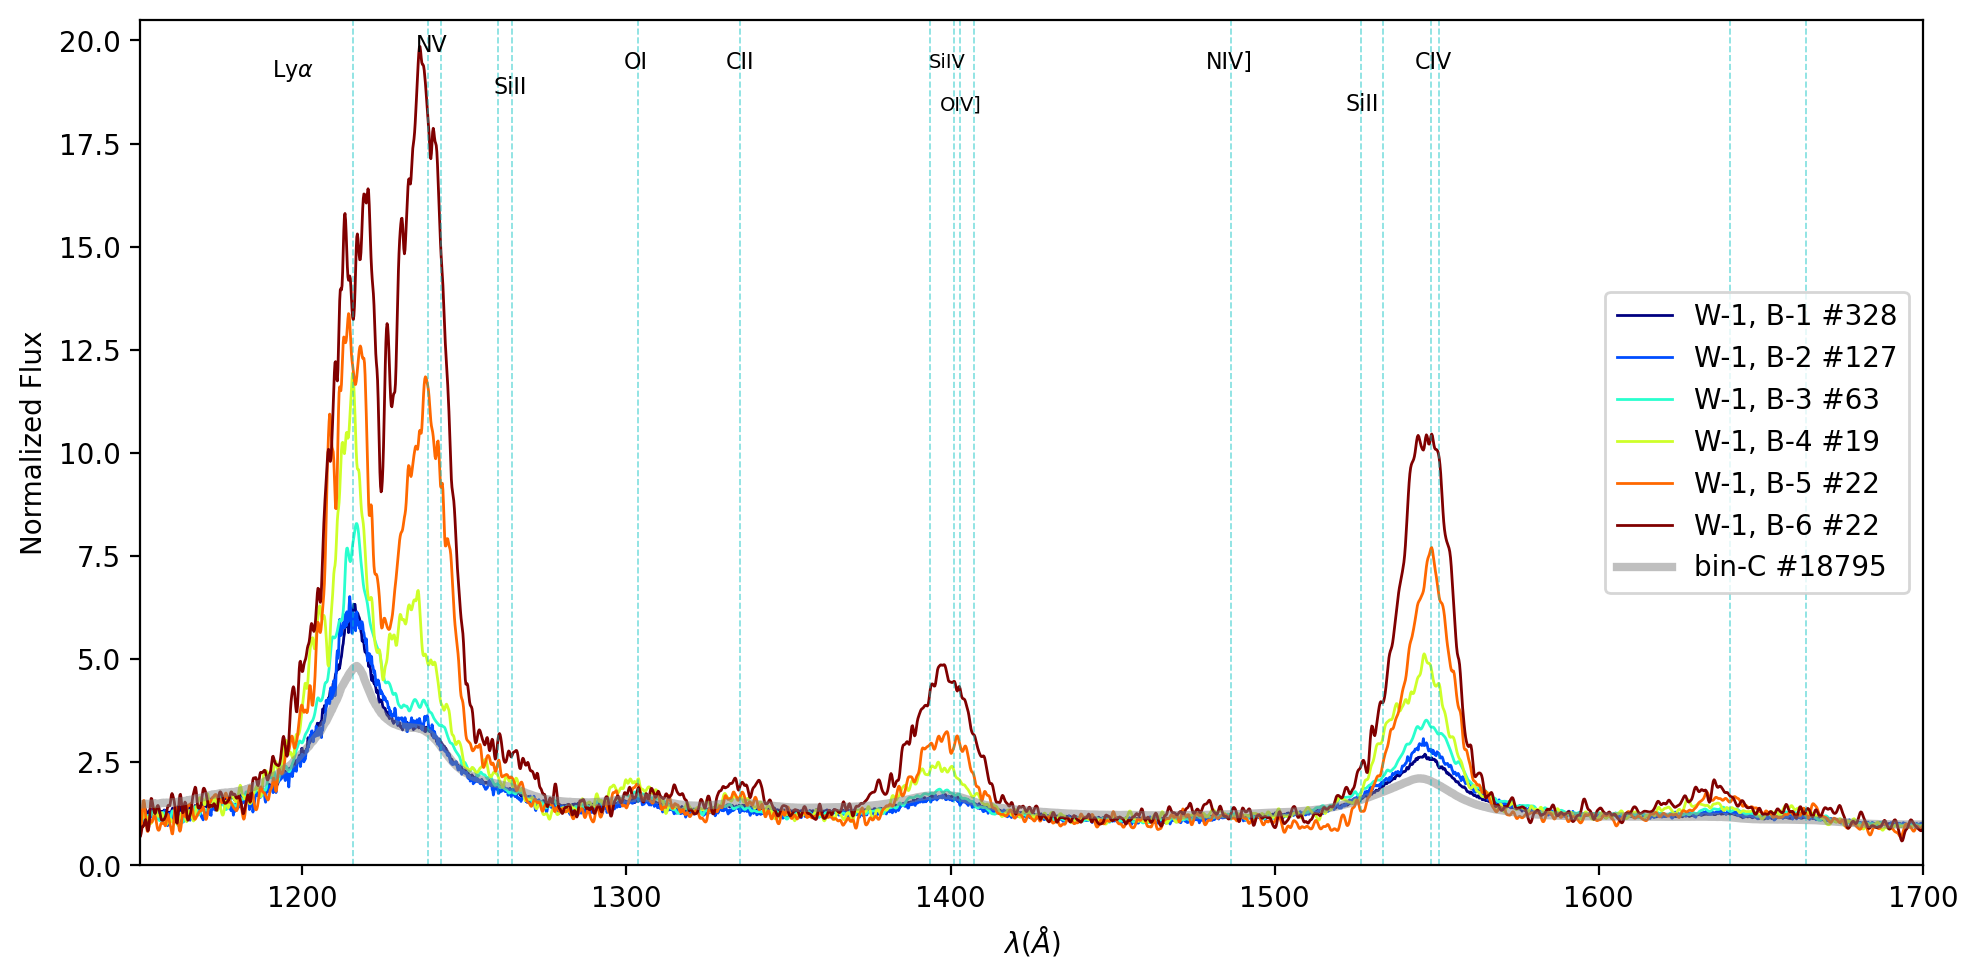 20.0
17.5
15.0
12.5
10.0
7.5
5.0
2.5
0.0
Normalized Flux
Lyα
NV
SiII
OI
CII
SiIV
OIV]
NIV]
SiII
CIV
W-1, B-1 #328
W-1, B-2 #127
W-1, B-3 #63
W-1, B-4 #19
W-1, B-5 #22
W-1, B-6 #22
bin-C #18795
1200
1300
1400
1500
1600
1700
λ(Å)